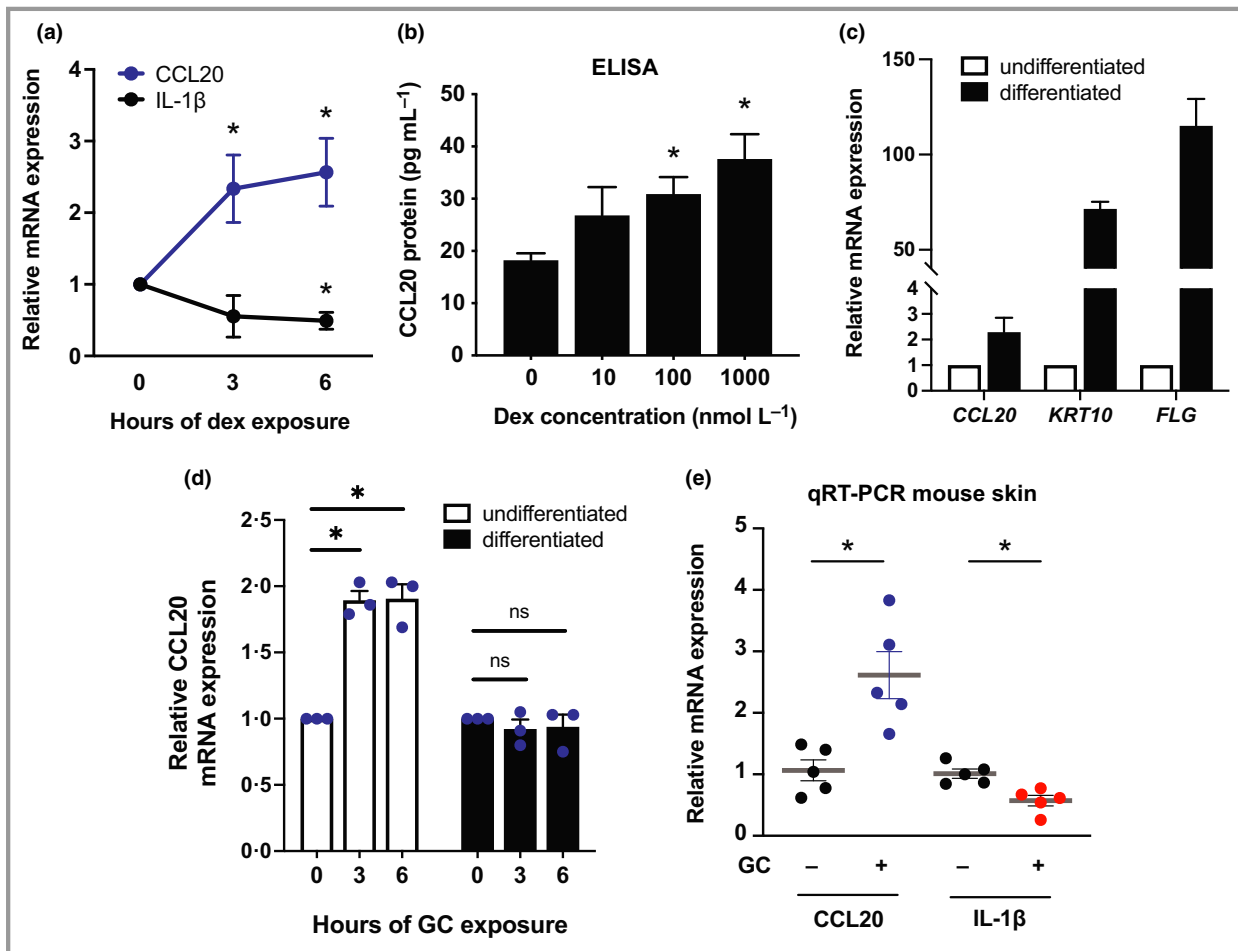 (a)
CCL20
IL-1β
Relative mRNA expression
4
3
2
1
0
*
*
*
0 3 6
Hours of dex exposure
(b)
ELISA
CCL20 protein (pg mL⁻¹)
50
40
30
20
10
0
*
*
0 10 100 1000
Dex concentration (nmol L⁻¹)
(c)
undifferentiated
differentiated
Relative mRNA epxression
150
100
50
4
3
2
1
0
CCL20 KRT10 FLG
(d)
undifferentiated
differentiated
Relative CCL20
mRNA expression
2·5
2·0
1·5
1·0
0·5
0·0
*
*
ns
ns
0 3 6 0 3 6
Hours of GC exposure
(e)
qRT-PCR mouse skin
Relative mRNA expression
5
4
3
2
1
0
* *
GC – + – +
CCL20 IL-1β